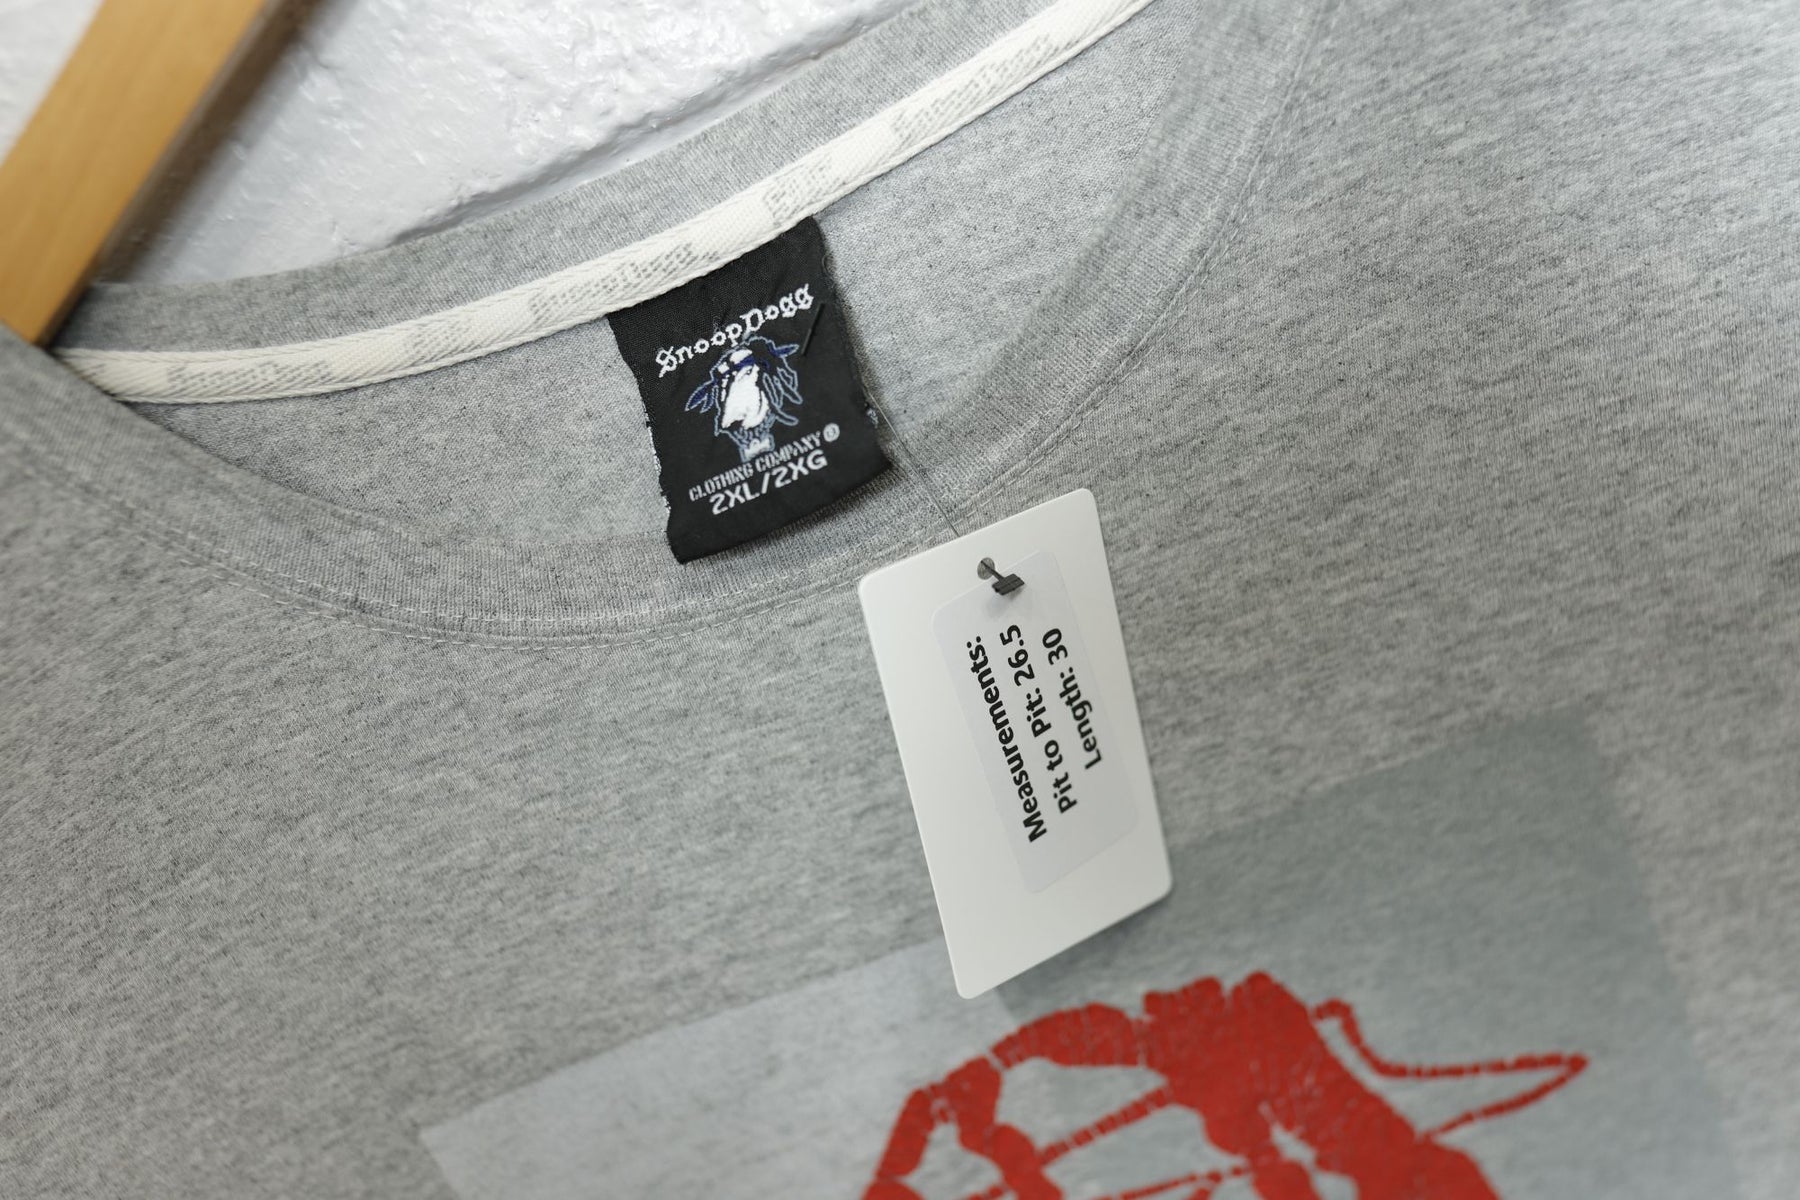 SnoopDogg
CLOTHING COMPANY®
2XL/2XG
Measurements:
Pit to Pit: 26.5
Length: 30